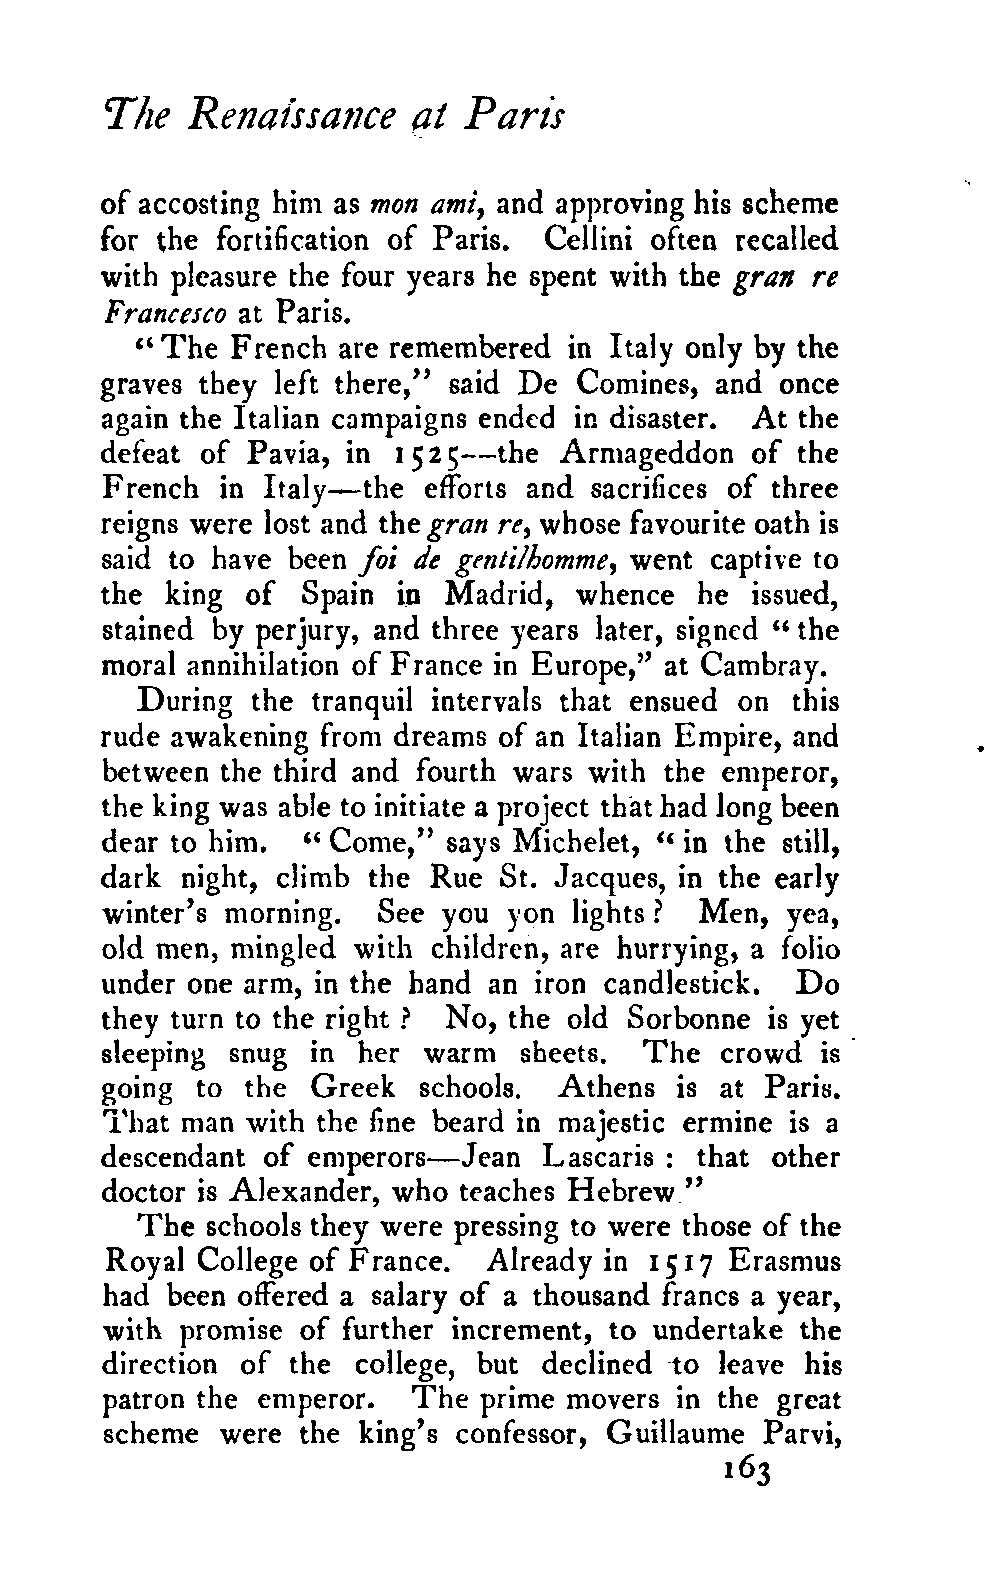 The Renaissance at Paris
of accosting him as mon ami, and approving his scheme
for the fortification of Paris. Cellini often recalled
with pleasure the four years he spent with the gran re
Francesco at Paris.
“The French are remembered in Italy only by the
graves they left there,” said De Comines, and once
again the Italian campaigns ended in disaster. At the
defeat of Pavia, in 1525—the Armageddon of the
French in Italy—the efforts and sacrifices of three
reigns were lost and the gran re, whose favourite oath is
said to have been foi de gentilhomme, went captive to
the king of Spain in Madrid, whence he issued,
stained by perjury, and three years later, signed “the
moral annihilation of France in Europe,” at Cambray.
During the tranquil intervals that ensued on this
rude awakening from dreams of an Italian Empire, and
between the third and fourth wars with the emperor,
the king was able to initiate a project that had long been
dear to him. “Come,” says Michelet, “in the still,
dark night, climb the Rue St. Jacques, in the early
winter’s morning. See you yon lights? Men, yea,
old men, mingled with children, are hurrying, a folio
under one arm, in the hand an iron candlestick. Do
they turn to the right? No, the old Sorbonne is yet
sleeping snug in her warm sheets. The crowd is
going to the Greek schools. Athens is at Paris.
That man with the fine beard in majestic ermine is a
descendant of emperors—Jean Lascaris: that other
doctor is Alexander, who teaches Hebrew.”
The schools they were pressing to were those of the
Royal College of France. Already in 1517 Erasmus
had been offered a salary of a thousand francs a year,
with promise of further increment, to undertake the
direction of the college, but declined to leave his
patron the emperor. The prime movers in the great
scheme were the king’s confessor, Guillaume Parvi,
163